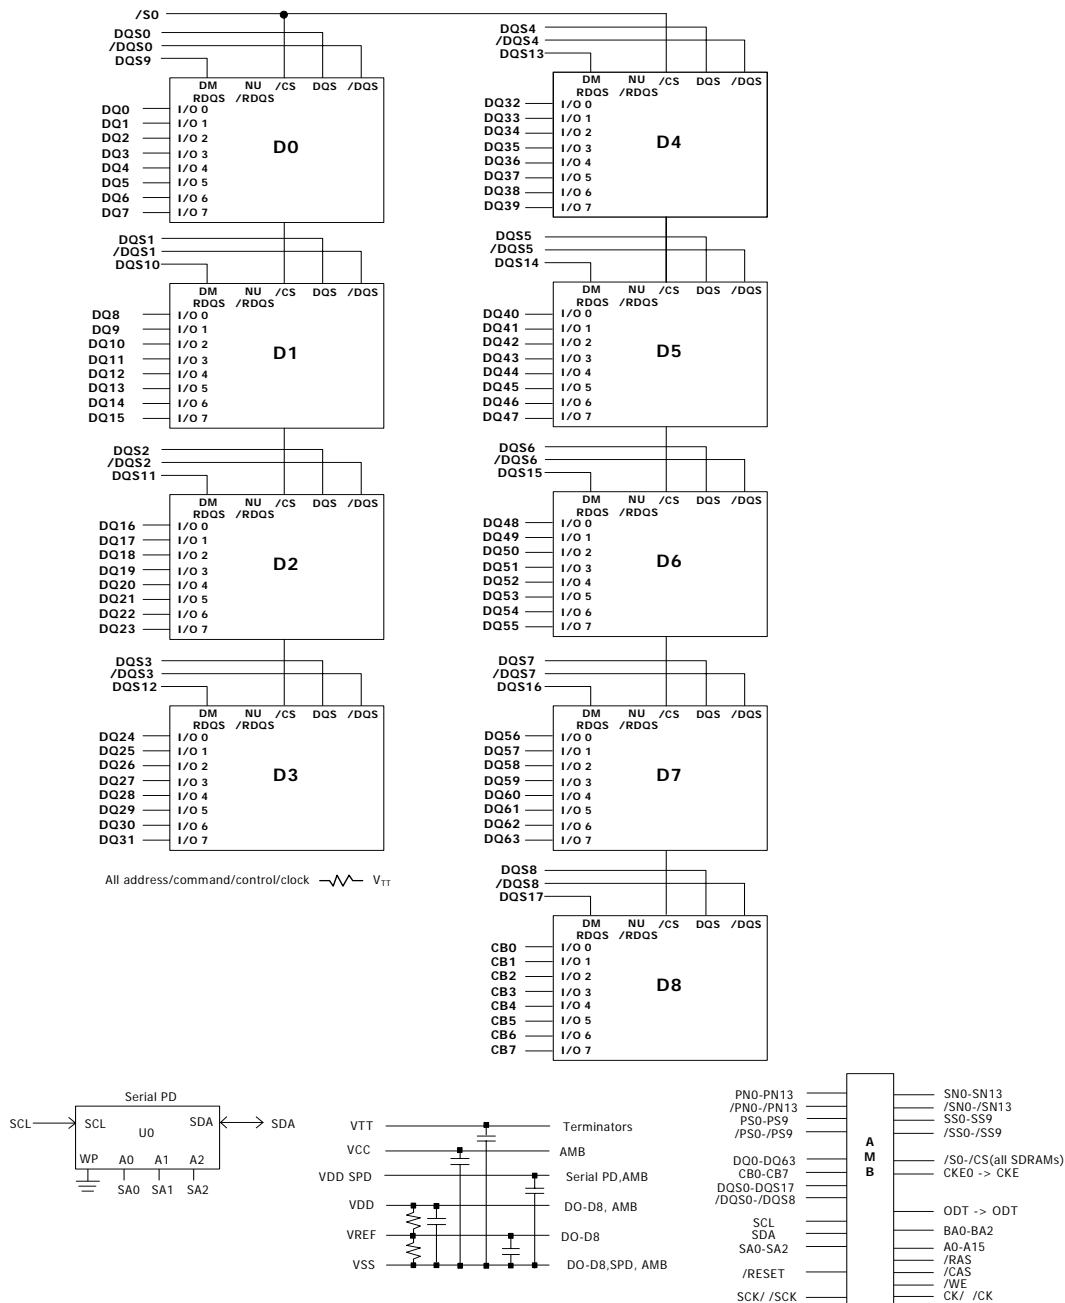 /S0
DQS0
/DQS0
DQS9
DM NU /CS DQS /DQS
RDQS /RDQS
DQ0 I/O 0
DQ1 I/O 1
DQ2 I/O 2
DQ3 I/O 3
DQ4 I/O 4
DQ5 I/O 5
DQ6 I/O 6
DQ7 I/O 7
D0
DQS1
/DQS1
DQS10
DM NU /CS DQS /DQS
RDQS /RDQS
DQ8 I/O 0
DQ9 I/O 1
DQ10 I/O 2
DQ11 I/O 3
DQ12 I/O 4
DQ13 I/O 5
DQ14 I/O 6
DQ15 I/O 7
D1
DQS2
/DQS2
DQS11
DM NU /CS DQS /DQS
RDQS /RDQS
DQ16 I/O 0
DQ17 I/O 1
DQ18 I/O 2
DQ19 I/O 3
DQ20 I/O 4
DQ21 I/O 5
DQ22 I/O 6
DQ23 I/O 7
D2
DQS3
/DQS3
DQS12
DM NU /CS DQS /DQS
RDQS /RDQS
DQ24 I/O 0
DQ25 I/O 1
DQ26 I/O 2
DQ27 I/O 3
DQ28 I/O 4
DQ29 I/O 5
DQ30 I/O 6
DQ31 I/O 7
D3
All address/command/control/clock VTT
DQS4
/DQS4
DQS13
DM NU /CS DQS /DQS
RDQS /RDQS
DQ32 I/O 0
DQ33 I/O 1
DQ34 I/O 2
DQ35 I/O 3
DQ36 I/O 4
DQ37 I/O 5
DQ38 I/O 6
DQ39 I/O 7
D4
DQS5
/DQS5
DQS14
DM NU /CS DQS /DQS
RDQS /RDQS
DQ40 I/O 0
DQ41 I/O 1
DQ42 I/O 2
DQ43 I/O 3
DQ44 I/O 4
DQ45 I/O 5
DQ46 I/O 6
DQ47 I/O 7
D5
DQS6
/DQS6
DQS15
DM NU /CS DQS /DQS
RDQS /RDQS
DQ48 I/O 0
DQ49 I/O 1
DQ50 I/O 2
DQ51 I/O 3
DQ52 I/O 4
DQ53 I/O 5
DQ54 I/O 6
DQ55 I/O 7
D6
DQS7
/DQS7
DQS16
DM NU /CS DQS /DQS
RDQS /RDQS
DQ56 I/O 0
DQ57 I/O 1
DQ58 I/O 2
DQ59 I/O 3
DQ60 I/O 4
DQ61 I/O 5
DQ62 I/O 6
DQ63 I/O 7
D7
DQS8
/DQS8
DQS17
DM NU /CS DQS /DQS
RDQS /RDQS
CB0 I/O 0
CB1 I/O 1
CB2 I/O 2
CB3 I/O 3
CB4 I/O 4
CB5 I/O 5
CB6 I/O 6
CB7 I/O 7
D8
Serial PD
SCL SCL SDA SDA
U0
WP A0 A1 A2
SA0 SA1 SA2
VTT Terminators
VCC AMB
VDD SPD Serial PD,AMB
VDD DO-D8, AMB
VREF DO-D8
VSS DO-D8,SPD, AMB
AMB
PN0-PN13
/PN0-/PN13
PS0-PS9
/PS0-/PS9
DQ0-DQ63
CB0-CB7
DQS0-DQS17
/DQS0-/DQS8
SCL
SDA
SA0-SA2
/RESET
SCK/ /SCK
SN0-SN13
/SN0-/SN13
SS0-SS9
/SS0-/SS9
/S0-/CS(all SDRAMs)
CKE0 -> CKE
ODT -> ODT
BA0-BA2
A0-A15
/RAS
/CAS
/WE
CK/ /CK